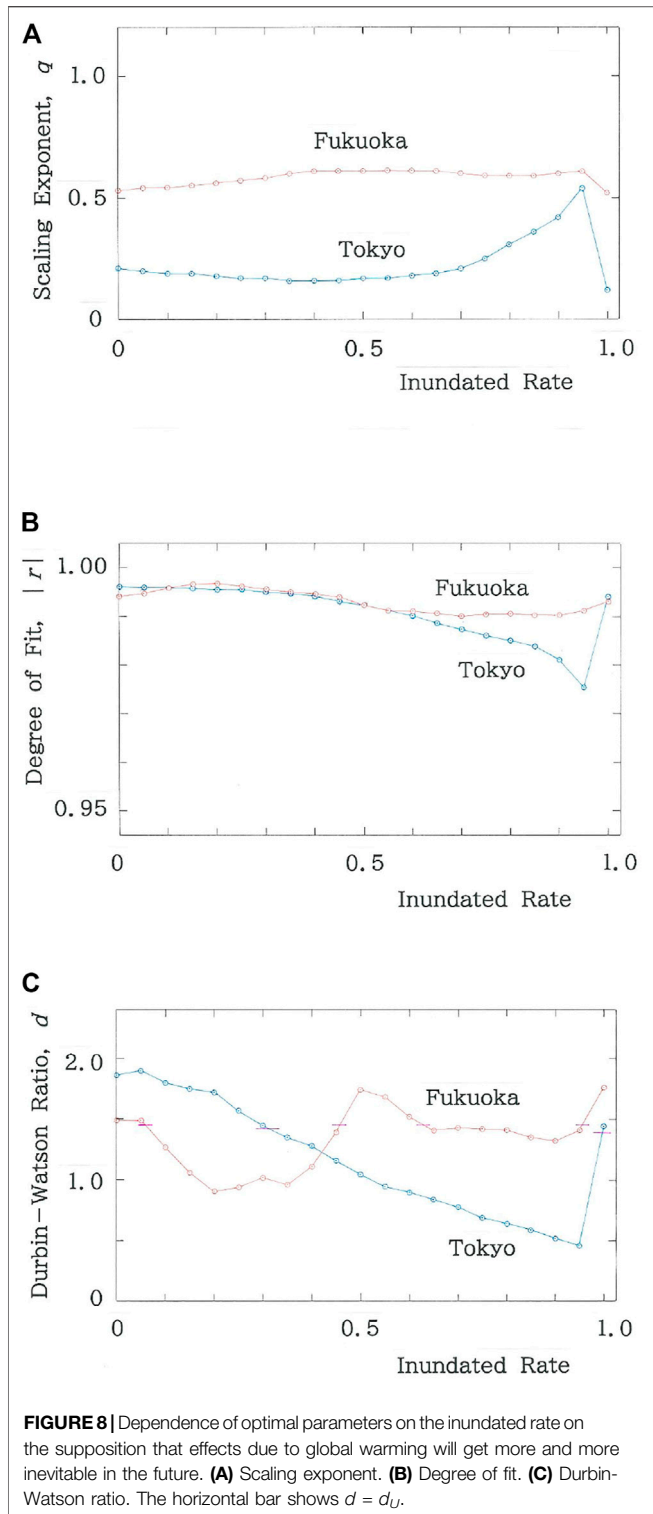 A
Scaling Exponent, q
1.0
0.5
0
Fukuoka
Tokyo
0
0.5
1.0
Inundated Rate
B
Degree of Fit, | r |
1.00
0.95
Fukuoka
Tokyo
0
0.5
1.0
Inundated Rate
C
Durbin-Watson Ratio, d
2.0
1.0
0
Fukuoka
Tokyo
0
0.5
1.0
Inundated Rate
FIGURE 8 | Dependence of optimal parameters on the inundated rate on
the supposition that effects due to global warming will get more and more
inevitable in the future. (A) Scaling exponent. (B) Degree of fit. (C) Durbin-
Watson ratio. The horizontal bar shows d = dU.